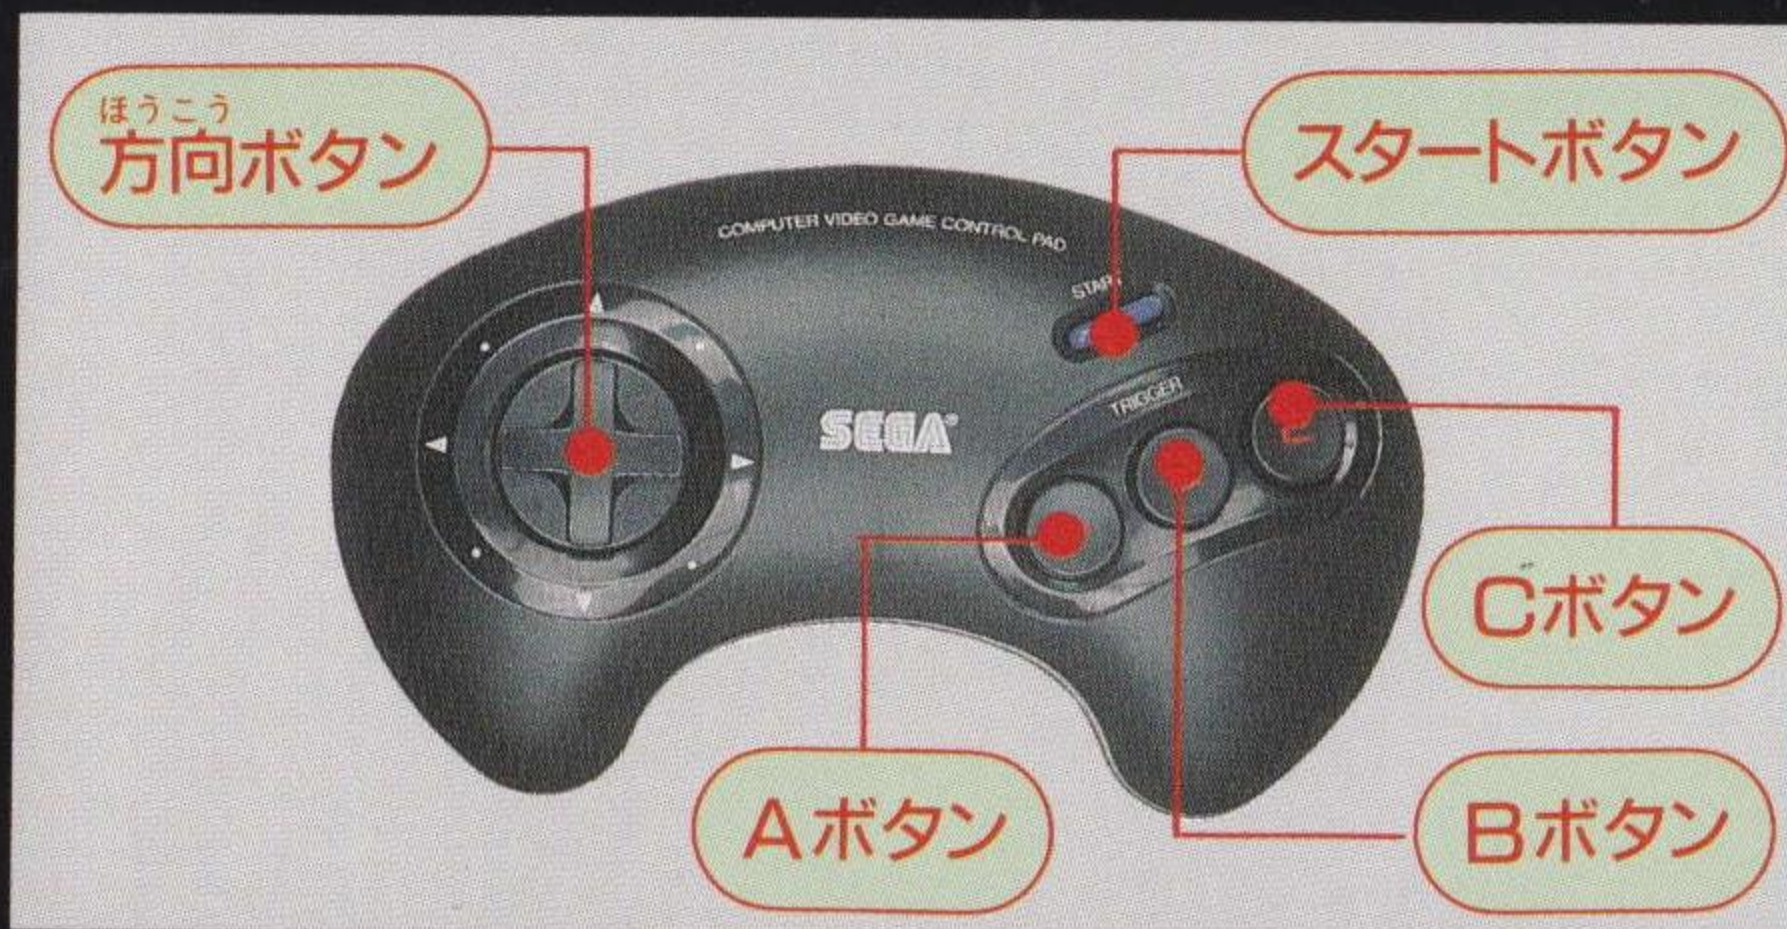 ほうこう
方向ボタン
スタートボタン
COMPUTER VIDEO GAME CONTROL PAD
START
SEGA®
TRIGGER
Cボタン
Aボタン
Bボタン